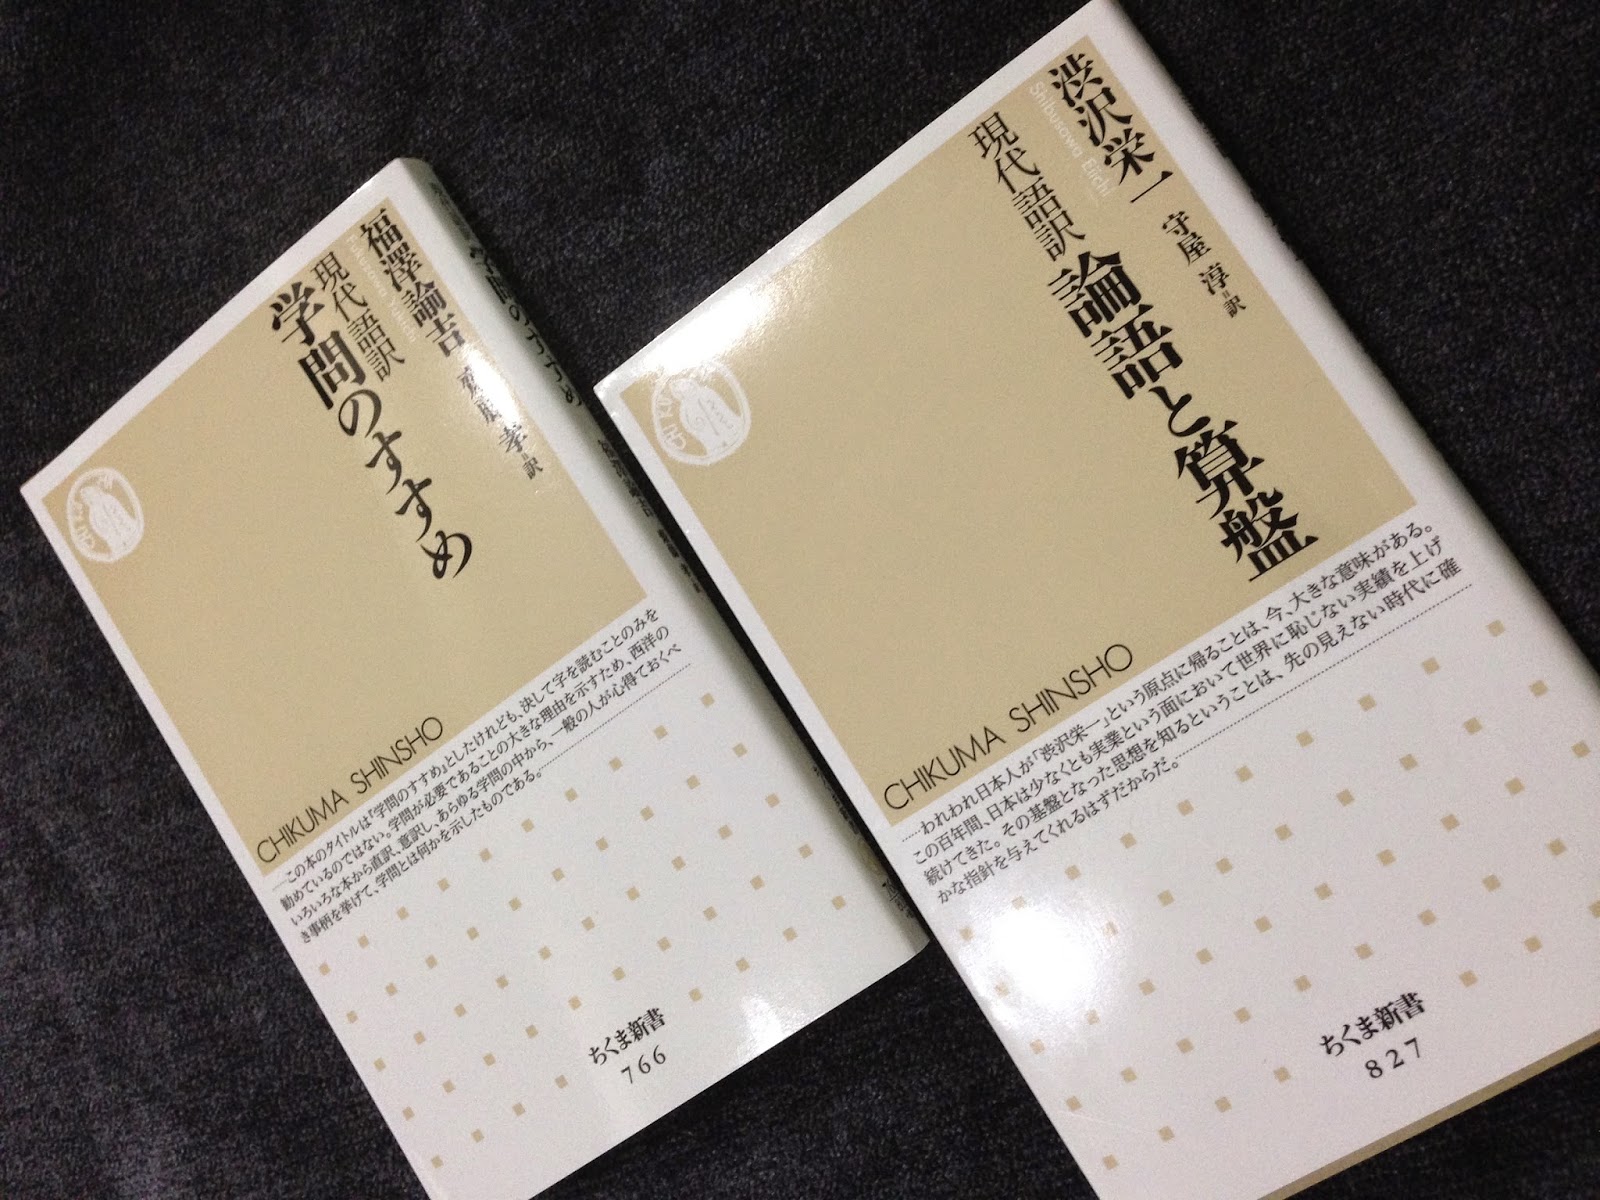 福澤諭吉
齋藤孝=訳
現代語訳
学問のすすめ
CHIKUMA SHINSHO
──この本のタイトルは『学問のすすめ』としたけれども、決して字を読むことのみを
勧めているのではない。学問が必要であることの大きな理由を示すため、西洋の
いろいろな本から直訳、意訳し、あらゆる学問の中から、一般の人が心得ておくべ
き事柄を挙げて、学問とは何かを示したものである。
ちくま新書
766
渋沢栄一
Shibusawa Eiichi
守屋 淳=訳
現代語訳
論語と算盤
CHIKUMA SHINSHO
……われわれ日本人が「渋沢栄一」という原点に帰ることは、今、大きな意味がある。
この百年間、日本は少なくとも実業という面において世界に恥じない実績を上げ
続けてきた。その基盤となった思想を知るということは、先の見えない時代に確
かな指針を与えてくれるはずだからだ。
ちくま新書
827